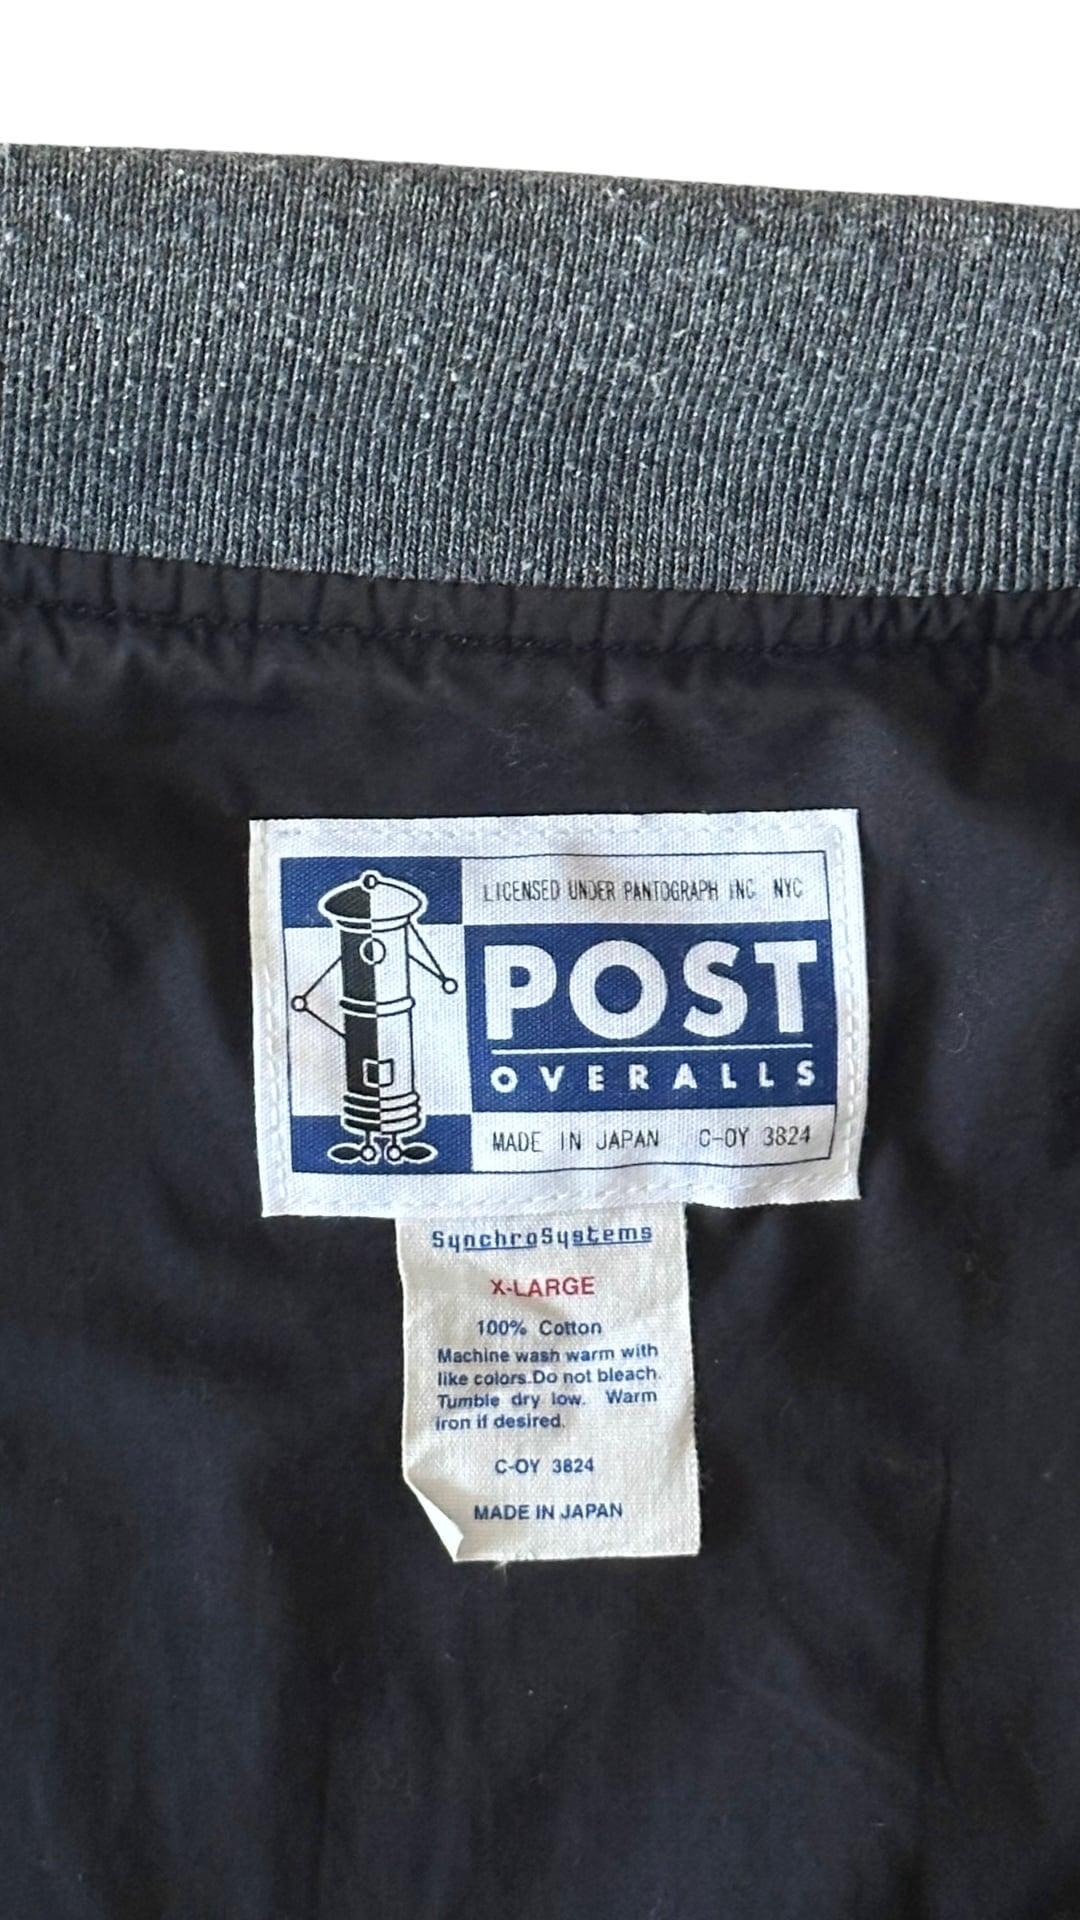 LICENSED UNDER PANTOGRAPH INC. NYC
POST
OVERALLS
MADE IN JAPAN C-OY 3824
SynchroSystems
X-LARGE
100% Cotton
Machine wash warm with
like colors.Do not bleach.
Tumble dry low. Warm
iron if desired.
C-OY 3824
MADE IN JAPAN